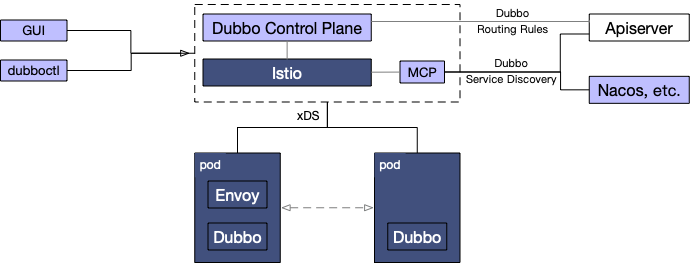 GUI
dubboctl
Dubbo Control Plane
Istio
MCP
Dubbo
Routing Rules
Dubbo
Service Discovery
Apiserver
Nacos, etc.
xDS
pod
Envoy
Dubbo
pod
Dubbo